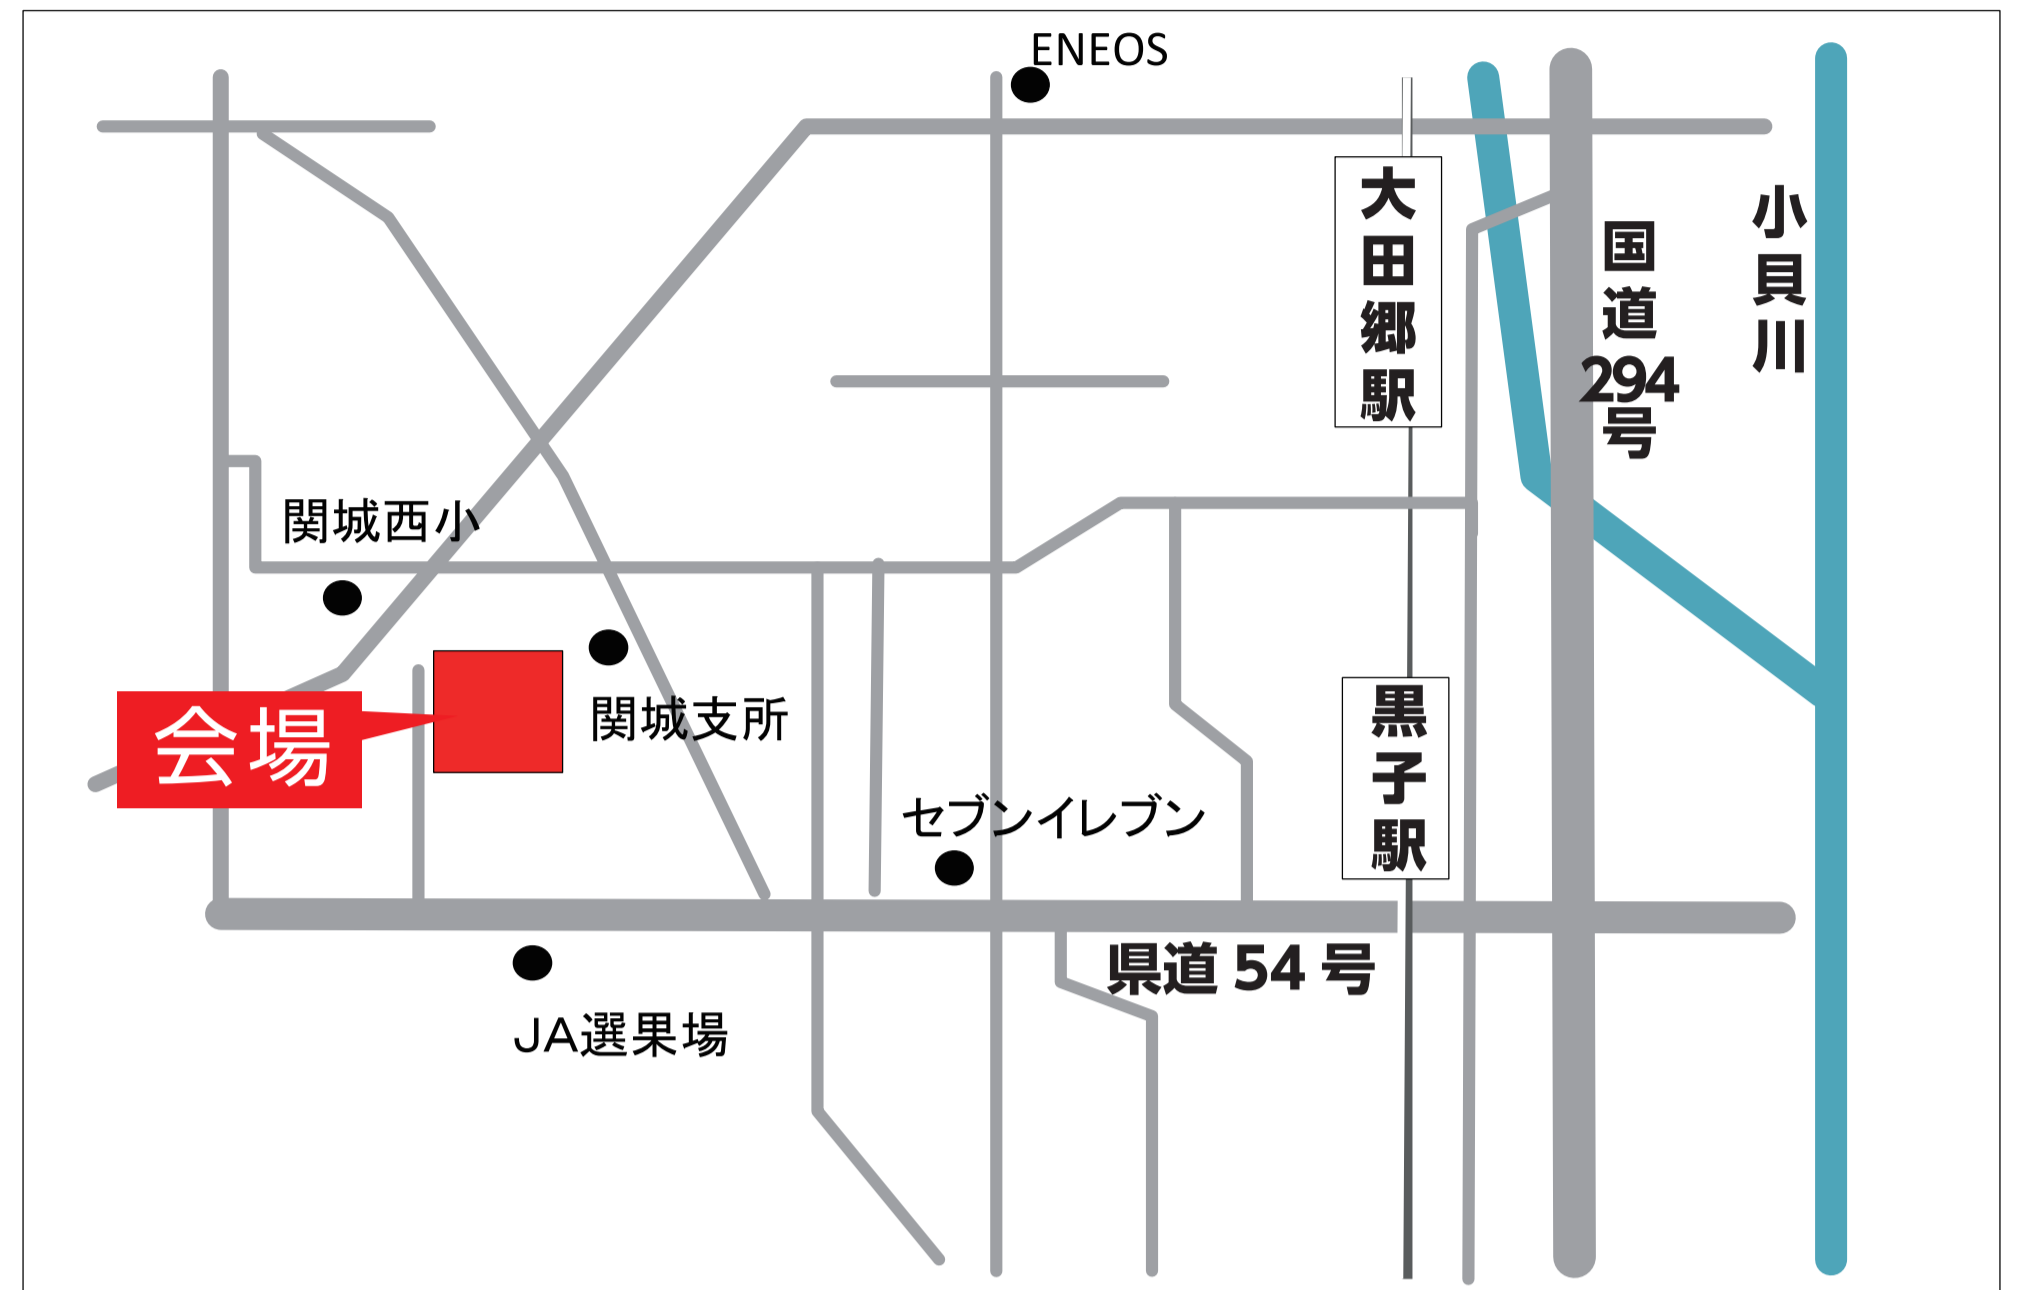 ENEOS
大田郷駅
国道294号
小貝川
関城西小
会場
関城支所
黒子駅
セブンイレブン
県道 54 号
JA選果場